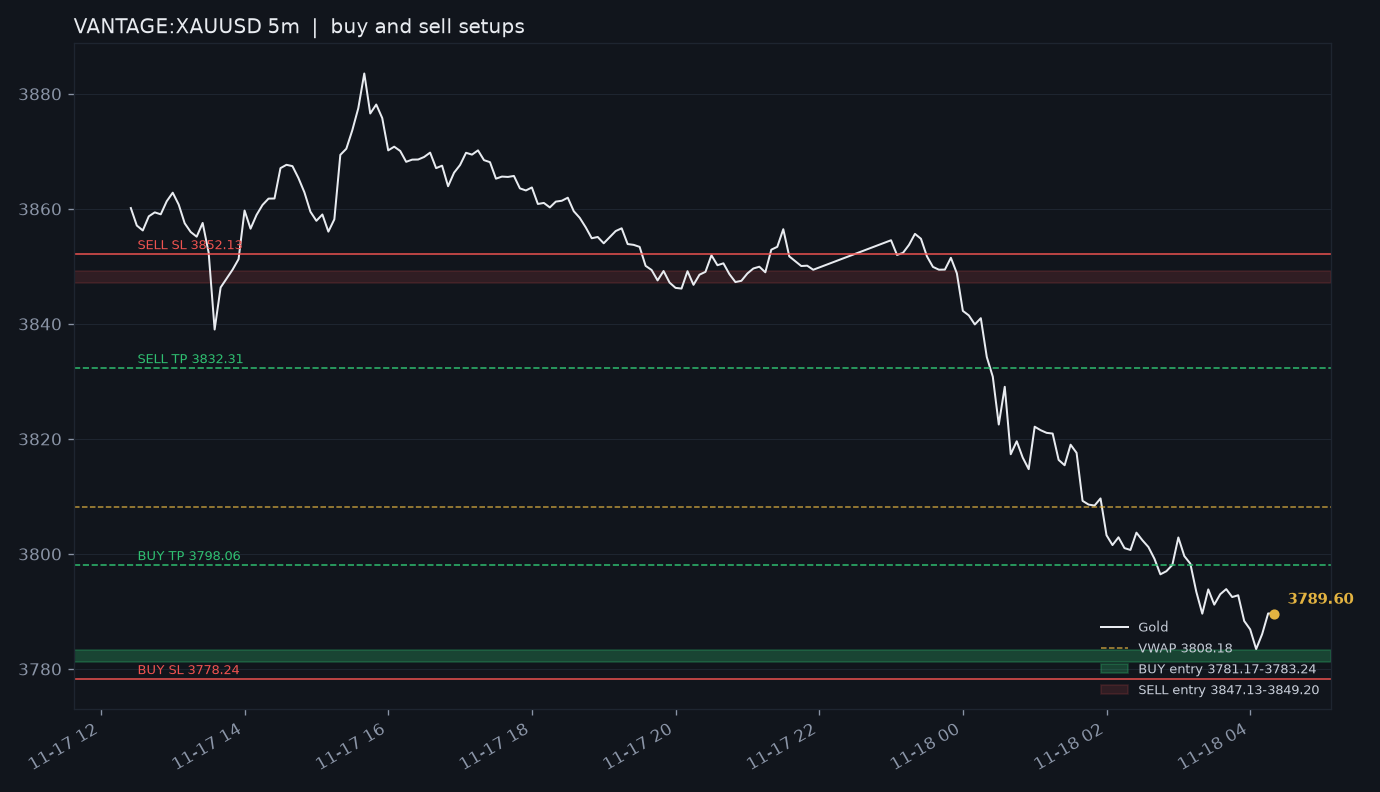 VANTAGE:XAUUSD 5m | buy and sell setups
3880
3860
SELL SL 3852.13
3840
SELL TP 3832.31
3820
3800
BUY TP 3798.06
3789.60
Gold
VWAP 3808.18
BUY entry 3781.17-3783.24
SELL entry 3847.13-3849.20
3780
BUY SL 3778.24
11-17 12
11-17 14
11-17 16
11-17 18
11-17 20
11-17 22
11-18 00
11-18 02
11-18 04